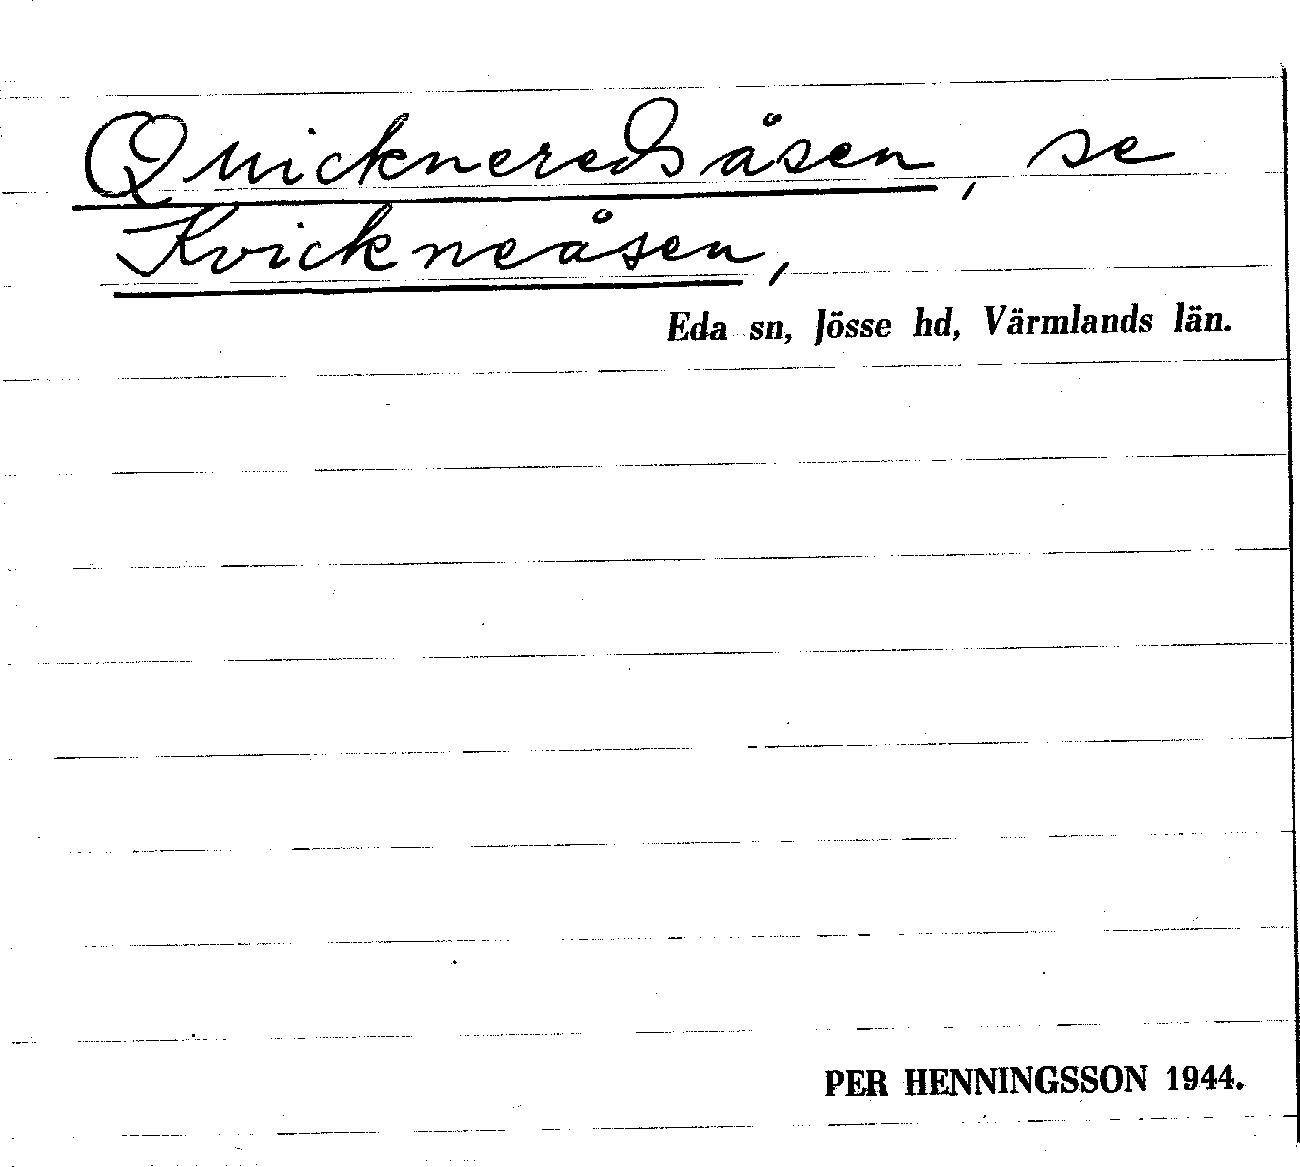 Quickneredsåsen, se
Kvickneåsen,
Eda sn, Jösse hd, Värmlands län.
PER HENNINGSSON 1944.